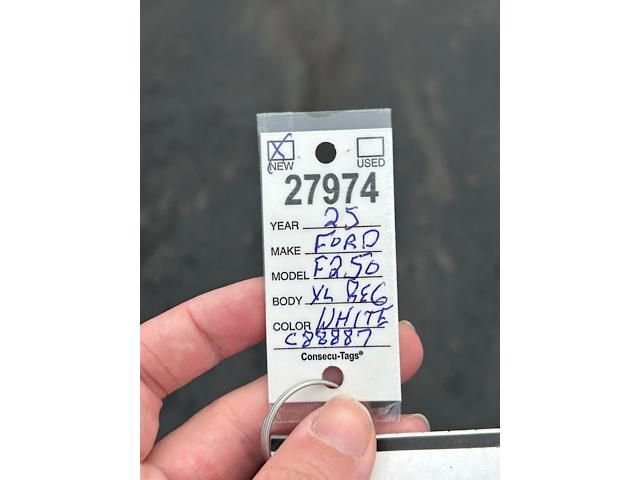 X
NEW USED
27974
YEAR 25
MAKE FORD
MODEL F250
BODY XL REG
COLOR WHITE
C88887
Consecu-Tags®